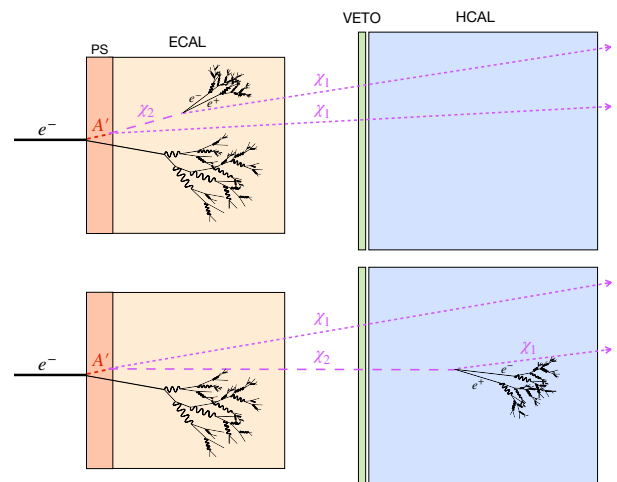 VETO HCAL
PS ECAL
χ₁
e⁻ e⁺
χ₂
χ₁
e⁻ A′
χ₁
χ₁
e⁻ A′ χ₂
e⁻
e⁺